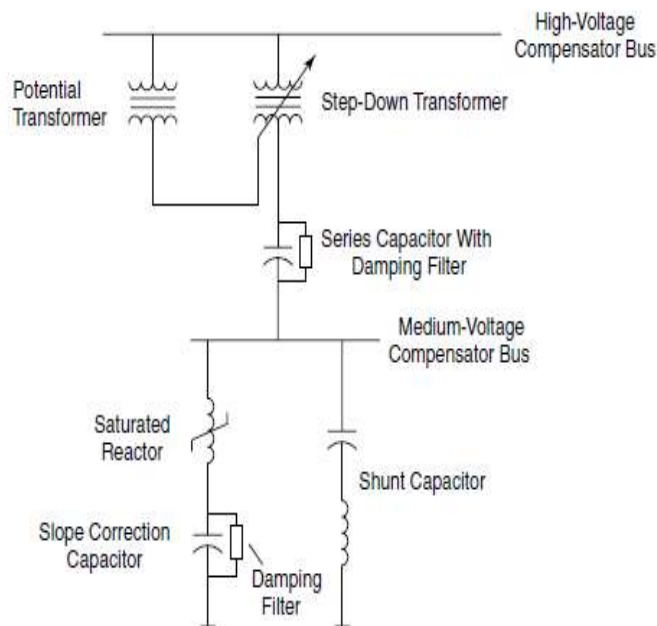 High-Voltage
Compensator Bus
Potential
Transformer
Step-Down Transformer
Series Capacitor With
Damping Filter
Medium-Voltage
Compensator Bus
Saturated
Reactor
Shunt Capacitor
Slope Correction
Capacitor
Damping
Filter